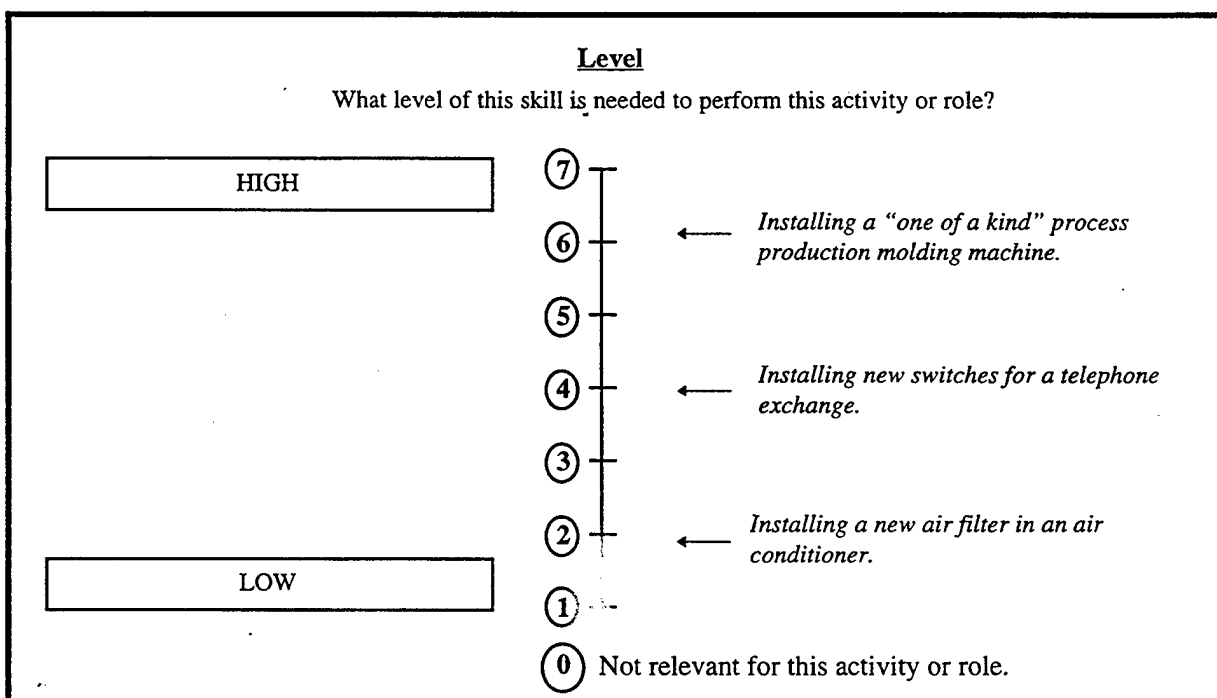 Level
What level of this skill is needed to perform this activity or role?
HIGH
7
Installing a “one of a kind” process
production molding machine.
6
5
Installing new switches for a telephone
exchange.
4
3
Installing a new air filter in an air
conditioner.
2
LOW
1
0 Not relevant for this activity or role.